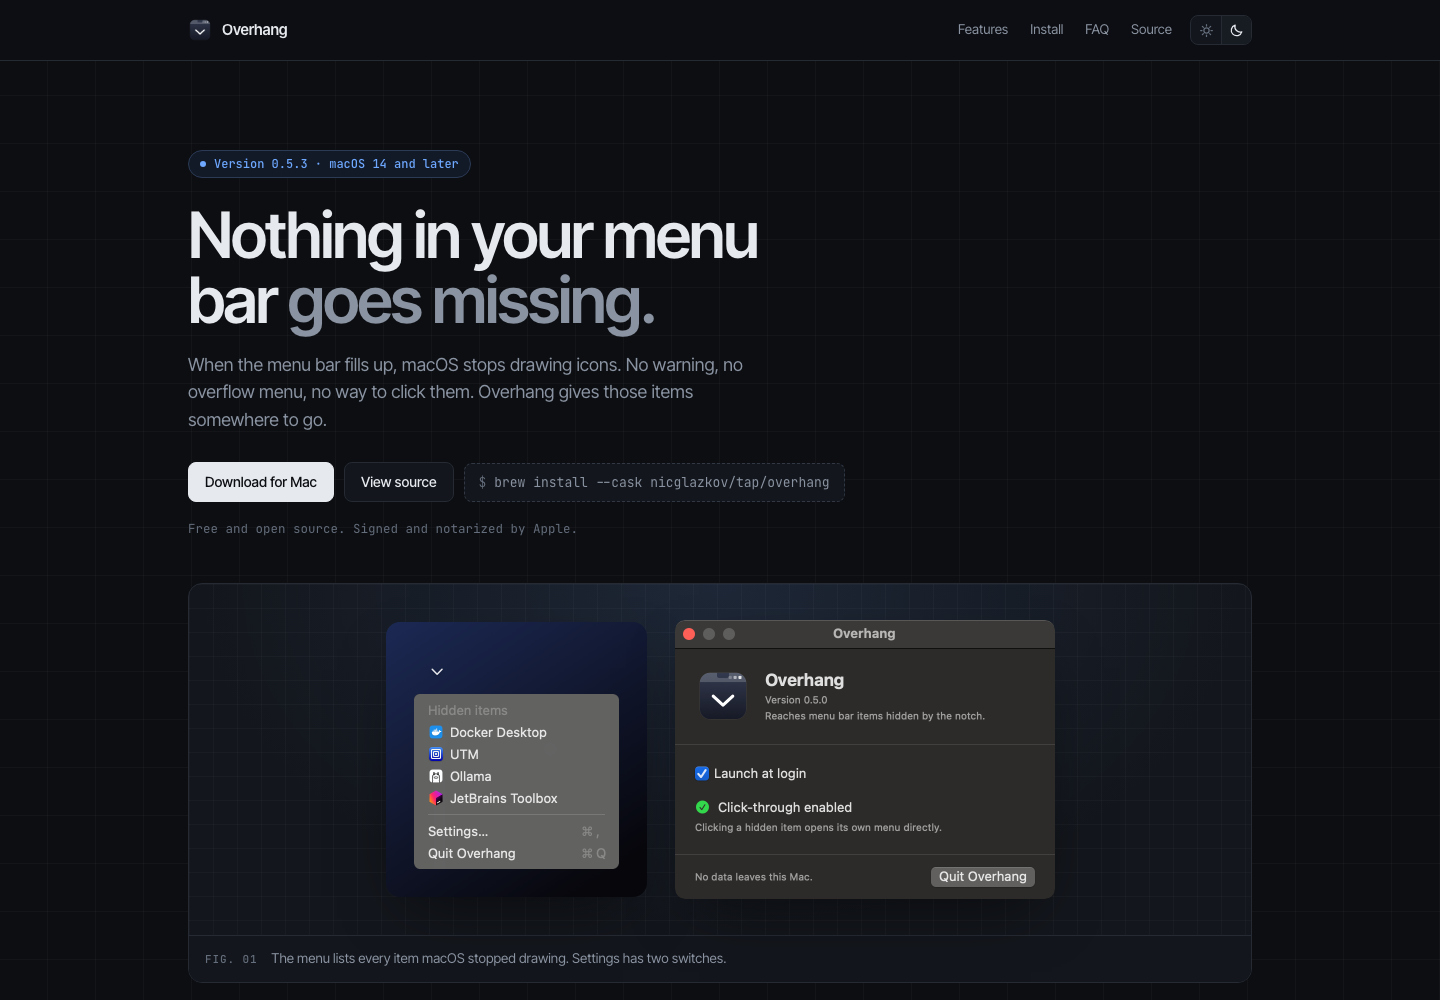 Overhang
Features
Install
FAQ
Source
Version 0.5.3 · macOS 14 and later
Nothing in your menu
bar goes missing.
When the menu bar fills up, macOS stops drawing icons. No warning, no
overflow menu, no way to click them. Overhang gives those items
somewhere to go.
Download for Mac
View source
$ brew install --cask nicglazkov/tap/overhang
Free and open source. Signed and notarized by Apple.
Hidden items
Docker Desktop
UTM
Ollama
JetBrains Toolbox
Settings...
⌘ ,
Quit Overhang
⌘ Q
Overhang
Overhang
Version 0.5.0
Reaches menu bar items hidden by the notch.
Launch at login
Click-through enabled
Clicking a hidden item opens its own menu directly.
No data leaves this Mac.
Quit Overhang
FIG. 01 The menu lists every item macOS stopped drawing. Settings has two switches.